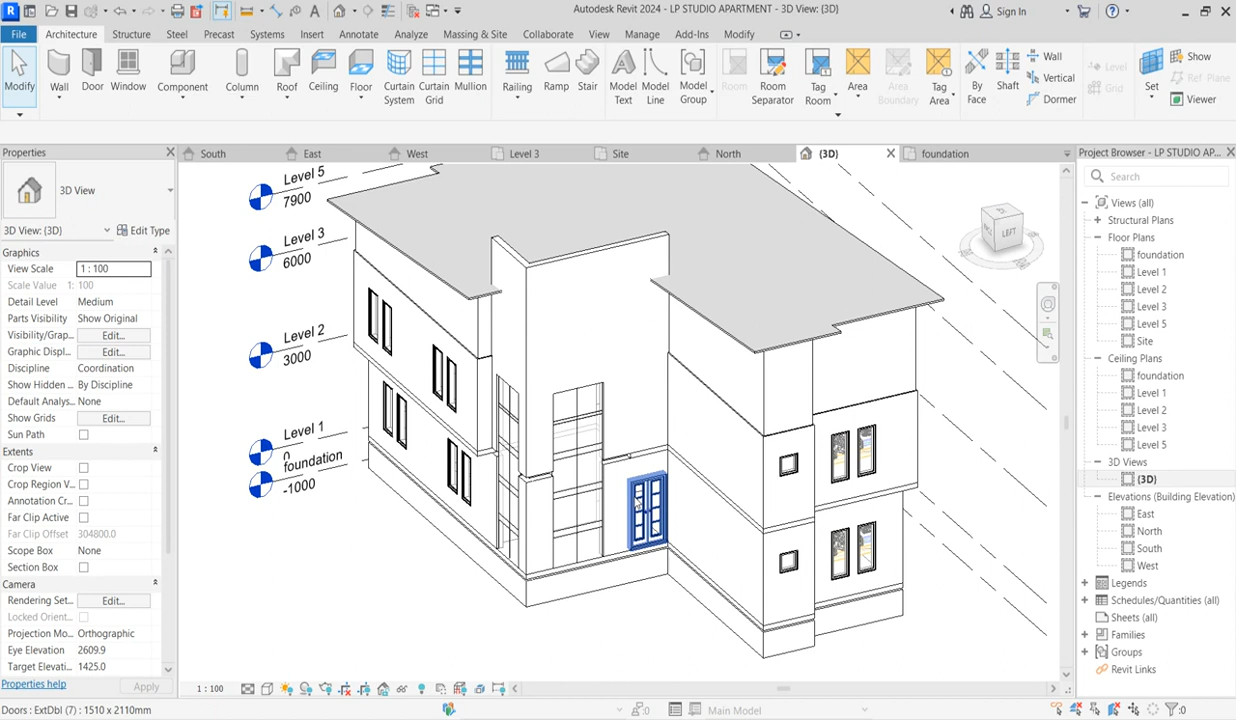 Autodesk Revit 2024 - LP STUDIO APARTMENT - 3D View: {3D}
Sign In
File Architecture Structure Steel Precast Systems Insert Annotate Analyze Massing & Site Collaborate View Manage Add-Ins Modify
Modify Wall Door Window Component Column Roof Ceiling Floor Curtain System Curtain Grid Mullion Railing Ramp Stair Model Text Model Line Model Group Room Room Separator Tag Room Area Area Boundary Tag Area By Face Shaft Wall Vertical Dormer Level Grid Set Show Ref Plane Viewer
Properties
South East West Level 3 Site North {3D} foundation
Project Browser - LP STUDIO AP...
3D View
3D View: {3D} Edit Type
Graphics
View Scale 1 : 100
Scale Value 1: 100
Detail Level Medium
Parts Visibility Show Original
Visibility/Grap... Edit...
Graphic Displ... Edit...
Discipline Coordination
Show Hidden ... By Discipline
Default Analys... None
Show Grids Edit...
Sun Path
Extents
Crop View
Crop Region V...
Annotation Cr...
Far Clip Active
Far Clip Offset 304800.0
Scope Box None
Section Box
Camera
Rendering Set... Edit...
Locked Orient...
Projection Mo... Orthographic
Eye Elevation 2609.9
Target Elevati... 1425.0
Properties help Apply
Level 5
7900
Level 3
6000
Level 2
3000
Level 1
0
foundation
-1000
LEFT
Search
Views (all)
Structural Plans
Floor Plans
foundation
Level 1
Level 2
Level 3
Level 5
Site
Ceiling Plans
foundation
Level 1
Level 2
Level 3
Level 5
3D Views
{3D}
Elevations (Building Elevation)
East
North
South
West
Legends
Schedules/Quantities (all)
Sheets (all)
Families
Groups
Revit Links
1 : 100
Doors : ExtDbl (7) : 1510 x 2110mm
:0
Main Model
:0